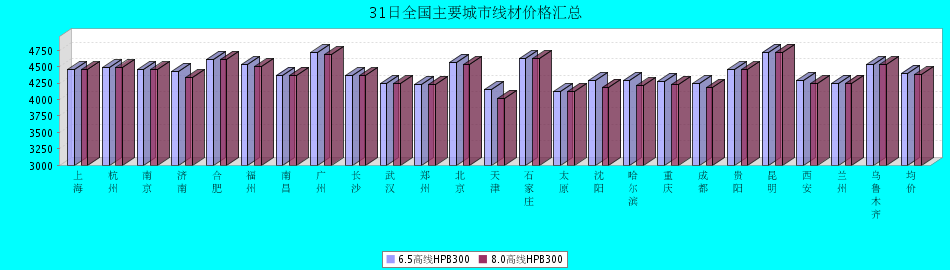 31日全国主要城市线材价格汇总
4750
4500
4250
4000
3750
3500
3250
3000
上海
杭州
南京
济南
合肥
福州
南昌
广州
长沙
武汉
郑州
北京
天津
石家庄
太原
沈阳
哈尔滨
重庆
成都
贵阳
昆明
西安
兰州
乌鲁木齐
均价
6.5高线HPB300 8.0高线HPB300